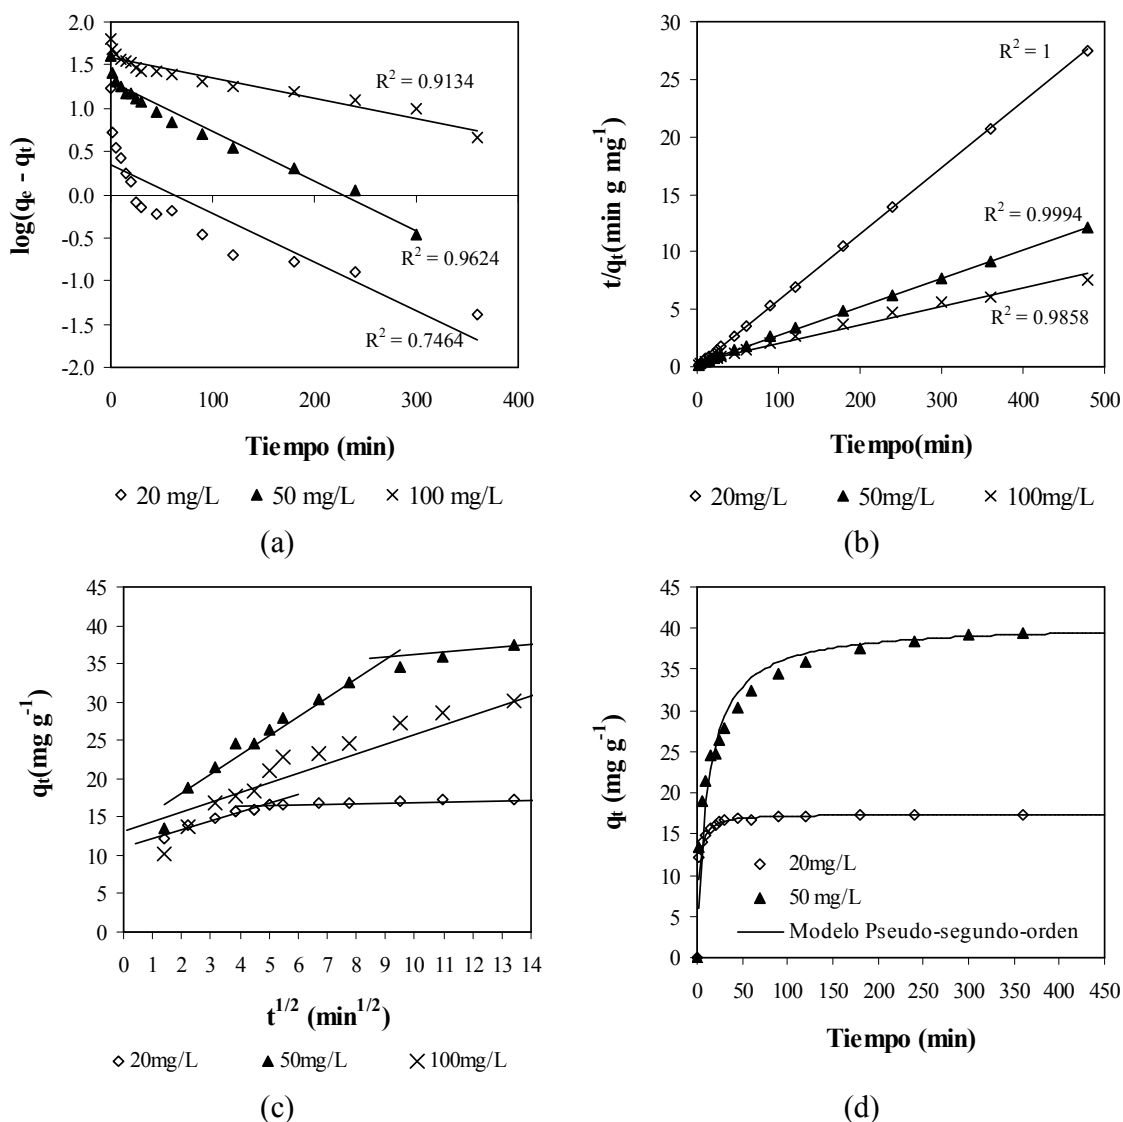 2.0
1.5
1.0
0.5
0.0
-0.5
-1.0
-1.5
-2.0
log(qe - qt)
R² = 0.9134
R² = 0.9624
R² = 0.7464
0 100 200 300 400
Tiempo (min)
20 mg/L 50 mg/L 100 mg/L
(a)
30
25
20
15
10
5
0
t/qt(min g mg⁻¹)
R² = 1
R² = 0.9994
R² = 0.9858
0 100 200 300 400 500
Tiempo(min)
20mg/L 50mg/L 100mg/L
(b)
45
40
35
30
25
20
15
10
5
0
qt(mg g⁻¹)
0 1 2 3 4 5 6 7 8 9 10 11 12 13 14
t^1/2 (min^1/2)
20mg/L 50mg/L 100mg/L
(c)
45
40
35
30
25
20
15
10
5
0
qt (mg g⁻¹)
20mg/L
50 mg/L
Modelo Pseudo-segundo-orden
0 50 100 150 200 250 300 350 400 450
Tiempo (min)
(d)